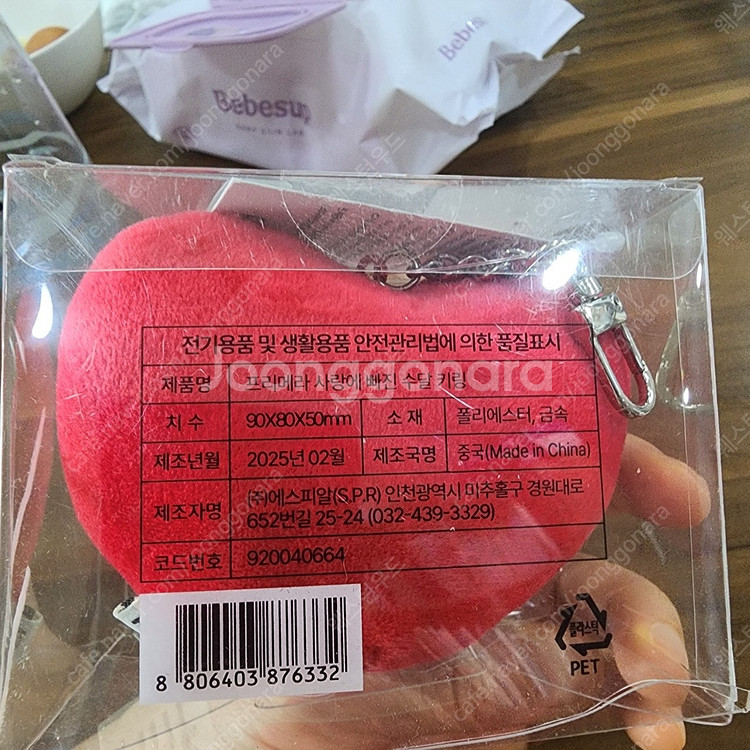 Bebesup
Bebesup
전기용품 및 생활용품 안전관리법에 의한 품질표시
제품명 프리메라 사랑에 빠진 수달 키링
치 수 90X80X50mm 소 재 폴리에스터, 금속
제조년월 2025년 02월 제조국명 중국(Made in China)
제조자명 (주)에스피알(S.P.R) 인천광역시 미추홀구 경원대로
652번길 25-24 (032-439-3329)
코드번호 920040664
8 806403 876332
플라스틱
PET
Joonggonara
cafe.naver.com/joonggonara